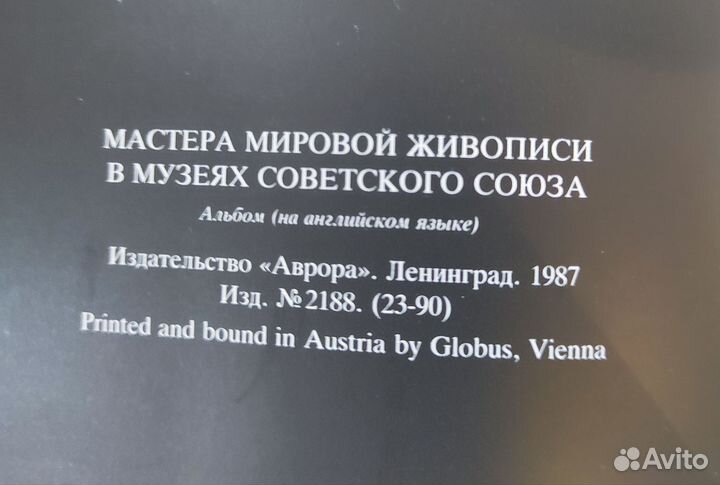 МАСТЕРА МИРОВОЙ ЖИВОПИСИ
В МУЗЕЯХ СОВЕТСКОГО СОЮЗА
Альбом (на английском языке)
Издательство «Аврора». Ленинград. 1987
Изд. №2188. (23-90)
Printed and bound in Austria by Globus, Vienna
Avito